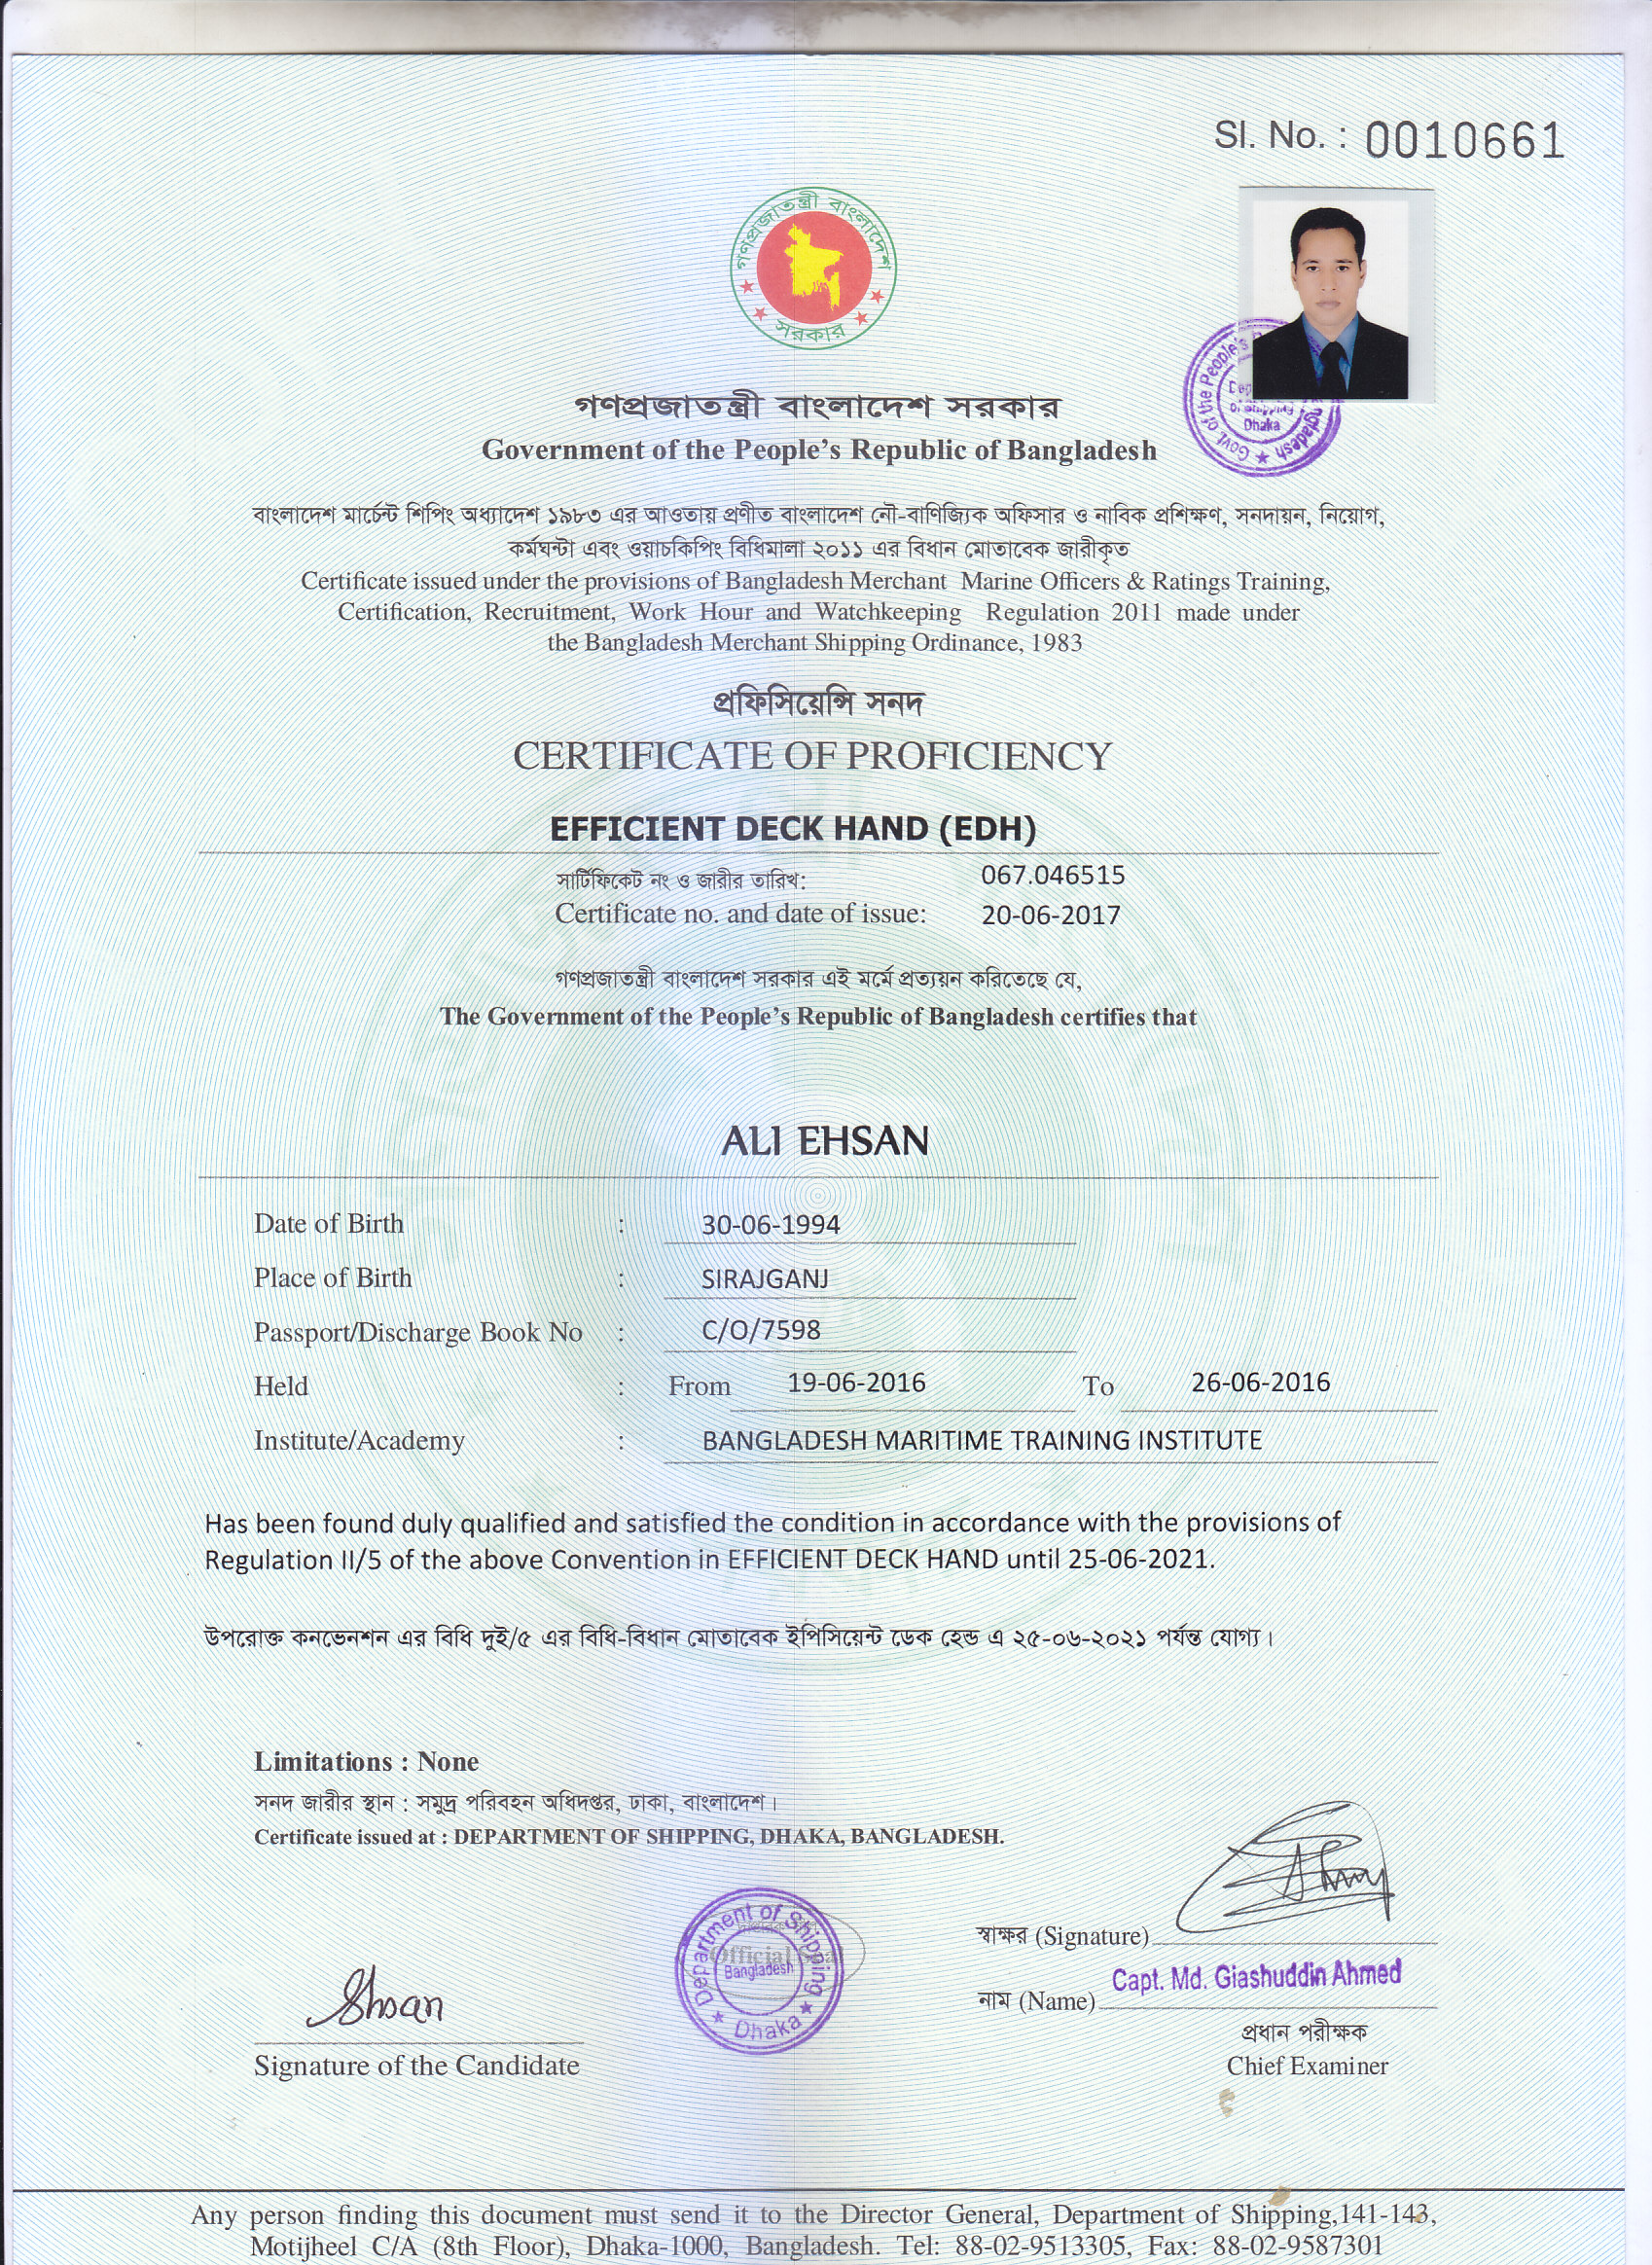 Sl. No. : 0010661
গণপ্রজাতন্ত্রী বাংলাদেশ
সরকার
Govt. of the People's
Bangladesh
Dhaka
গণপ্রজাতন্ত্রী বাংলাদেশ সরকার
Government of the People's Republic of Bangladesh
বাংলাদেশ মার্চেন্ট শিপিং অধ্যাদেশ ১৯৮৩ এর আওতায় প্রণীত বাংলাদেশ নৌ-বাণিজ্যিক অফিসার ও নাবিক প্রশিক্ষণ, সনদায়ন, নিয়োগ,
কর্মঘন্টা এবং ওয়াচকিপিং বিধিমালা ২০১১ এর বিধান মোতাবেক জারীকৃত
Certificate issued under the provisions of Bangladesh Merchant Marine Officers & Ratings Training,
Certification, Recruitment, Work Hour and Watchkeeping Regulation 2011 made under
the Bangladesh Merchant Shipping Ordinance, 1983
প্রফিসিয়েন্সি সনদ
CERTIFICATE OF PROFICIENCY
EFFICIENT DECK HAND (EDH)
সার্টিফিকেট নং ও জারীর তারিখ: 067.046515
Certificate no. and date of issue: 20-06-2017
গণপ্রজাতন্ত্রী বাংলাদেশ সরকার এই মর্মে প্রত্যয়ন করিতেছে যে,
The Government of the People's Republic of Bangladesh certifies that
ALI EHSAN
Date of Birth : 30-06-1994
Place of Birth : SIRAJGANJ
Passport/Discharge Book No : C/O/7598
Held : From 19-06-2016 To 26-06-2016
Institute/Academy : BANGLADESH MARITIME TRAINING INSTITUTE
Has been found duly qualified and satisfied the condition in accordance with the provisions of
Regulation II/5 of the above Convention in EFFICIENT DECK HAND until 25-06-2021.
উপরোক্ত কনভেনশন এর বিধি দুই/৫ এর বিধি-বিধান মোতাবেক ইপিসিয়েন্ট ডেক হেন্ড এ ২৫-০৬-২০২১ পর্যন্ত যোগ্য।
Limitations : None
সনদ জারীর স্থান : সমুদ্র পরিবহন অধিদপ্তর, ঢাকা, বাংলাদেশ।
Certificate issued at : DEPARTMENT OF SHIPPING, DHAKA, BANGLADESH.
Department of Shipping
Official Seal
Bangladesh
Dhaka
Ehsan
Signature of the Candidate
স্বাক্ষর (Signature)
Capt. Md. Giashuddin Ahmed
নাম (Name)
প্রধান পরীক্ষক
Chief Examiner
Any person finding this document must send it to the Director General, Department of Shipping,141-143,
Motijheel C/A (8th Floor), Dhaka-1000, Bangladesh. Tel: 88-02-9513305, Fax: 88-02-9587301